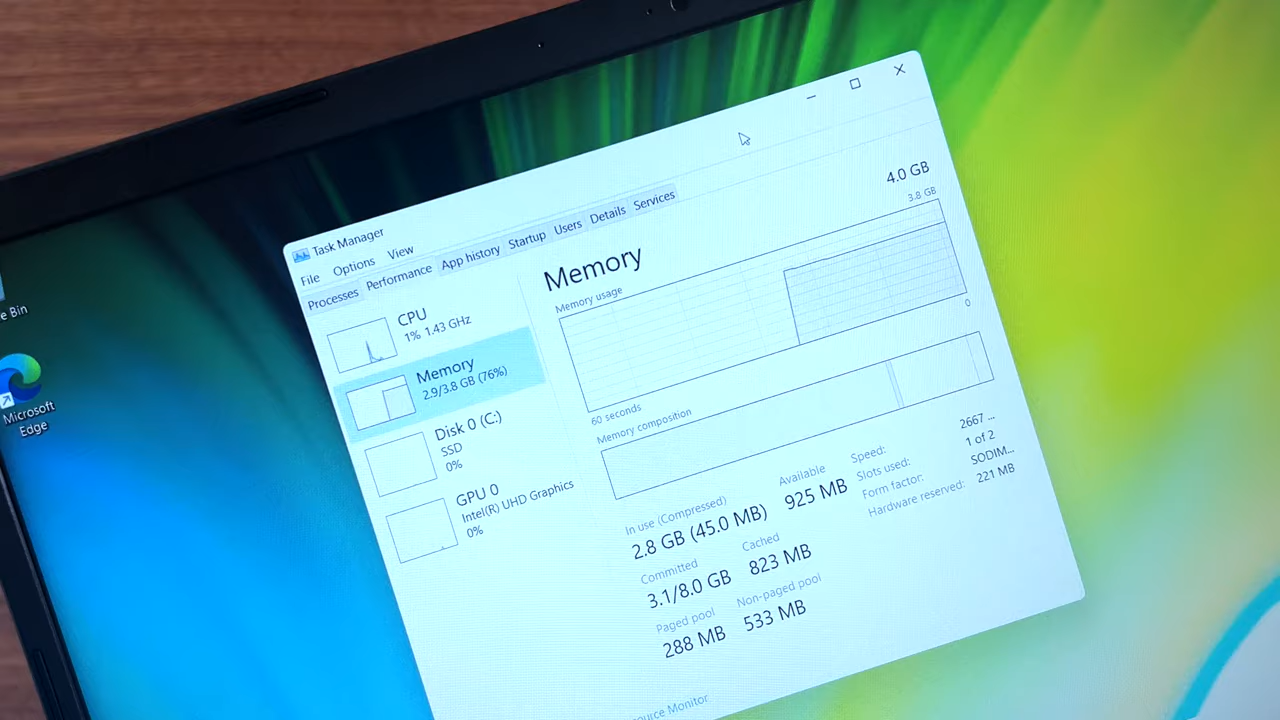 e Bin
Microsoft
Edge
Task Manager
File Options View
Processes Performance App history Startup Users Details Services
CPU
1% 1.43 GHz
Memory
2.9/3.8 GB (76%)
Disk 0 (C:)
SSD
0%
GPU 0
Intel(R) UHD Graphics
0%
Memory
4.0 GB
Memory usage
3.8 GB
60 seconds
0
Memory composition
In use (Compressed)
2.8 GB (45.0 MB)
Available
925 MB
Committed
3.1/8.0 GB
Cached
823 MB
Paged pool
288 MB
Non-paged pool
533 MB
Speed: 2667 ...
Slots used: 1 of 2
Form factor: SODIM...
Hardware reserved: 221 MB
ource Monitor